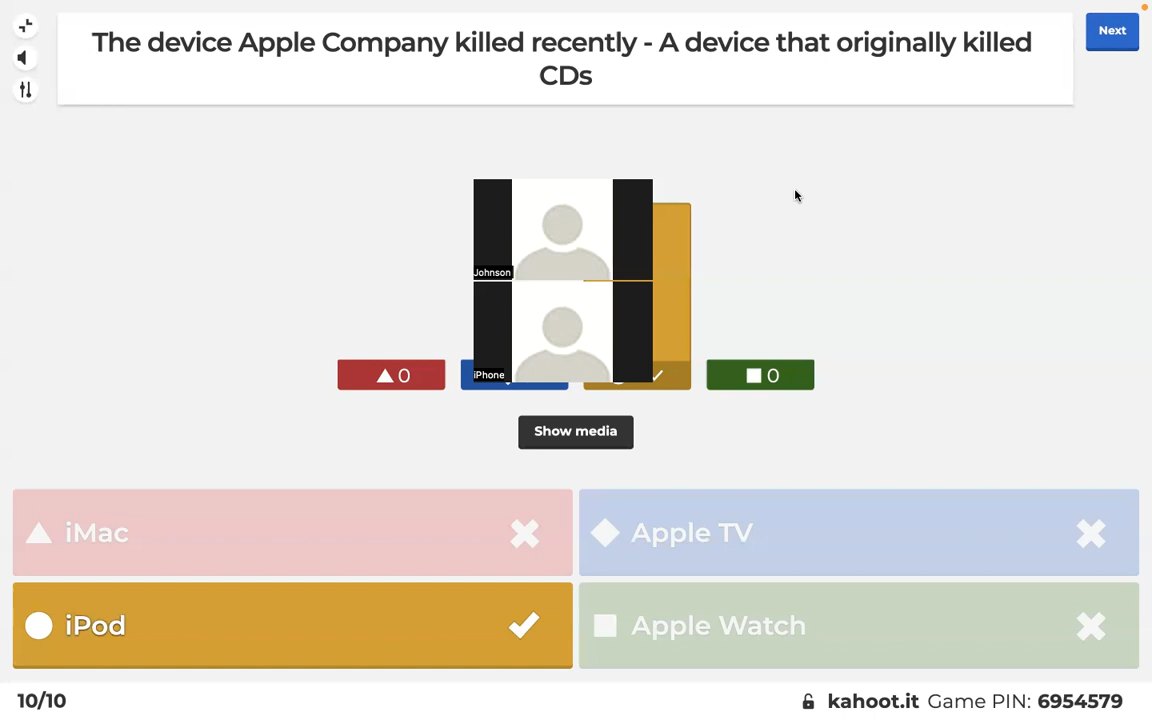 The device Apple Company killed recently - A device that originally killed
CDs
Next
Johnson
iPhone
0
0
Show media
iMac
Apple TV
iPod
Apple Watch
10/10
kahoot.it Game PIN: 6954579